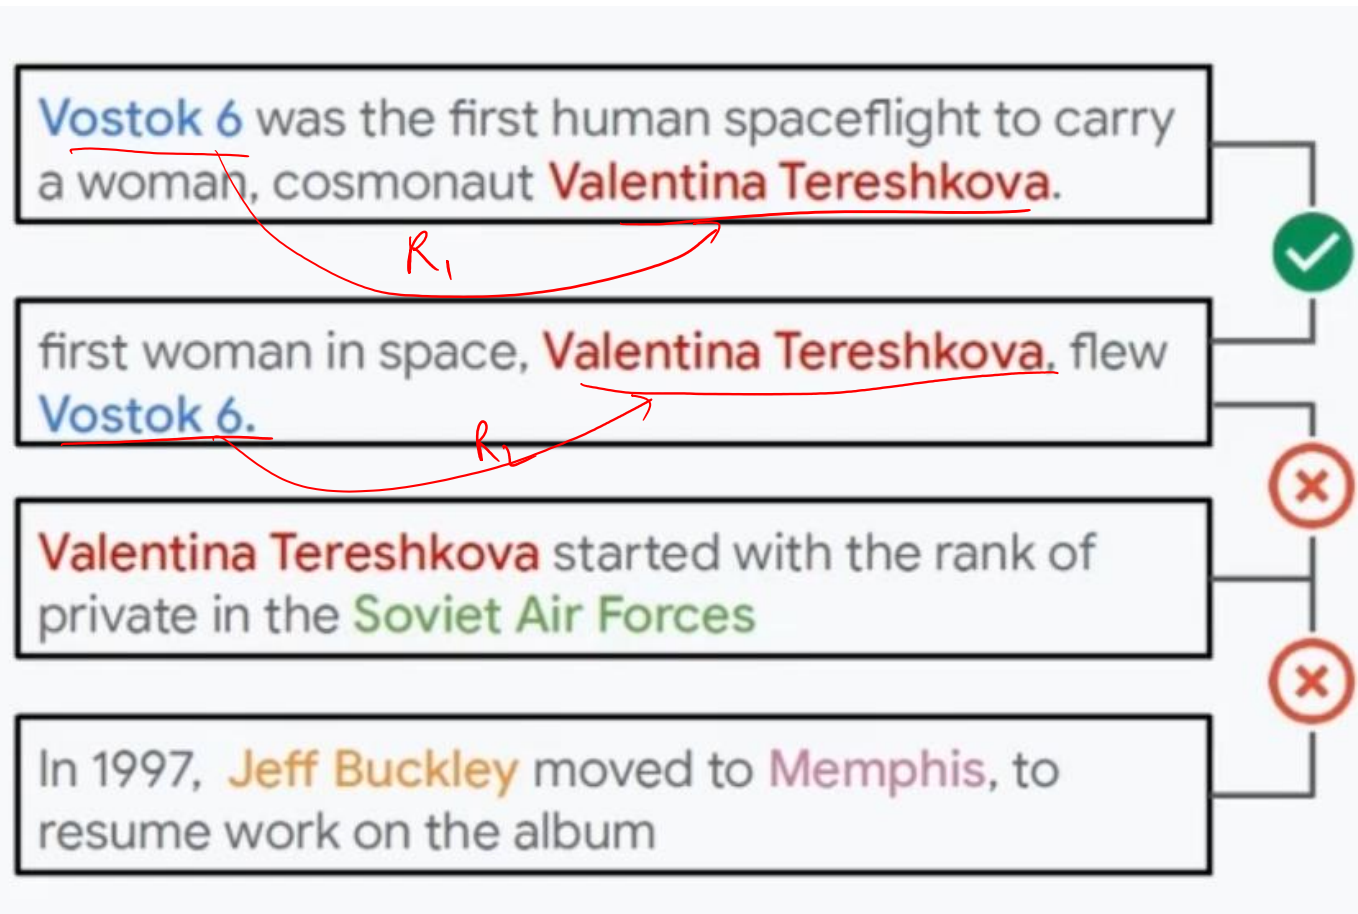 Vostok 6 was the first human spaceflight to carry
a woman, cosmonaut Valentina Tereshkova.
R1
first woman in space, Valentina Tereshkova, flew
Vostok 6.
R2
Valentina Tereshkova started with the rank of
private in the Soviet Air Forces
In 1997, Jeff Buckley moved to Memphis, to
resume work on the album